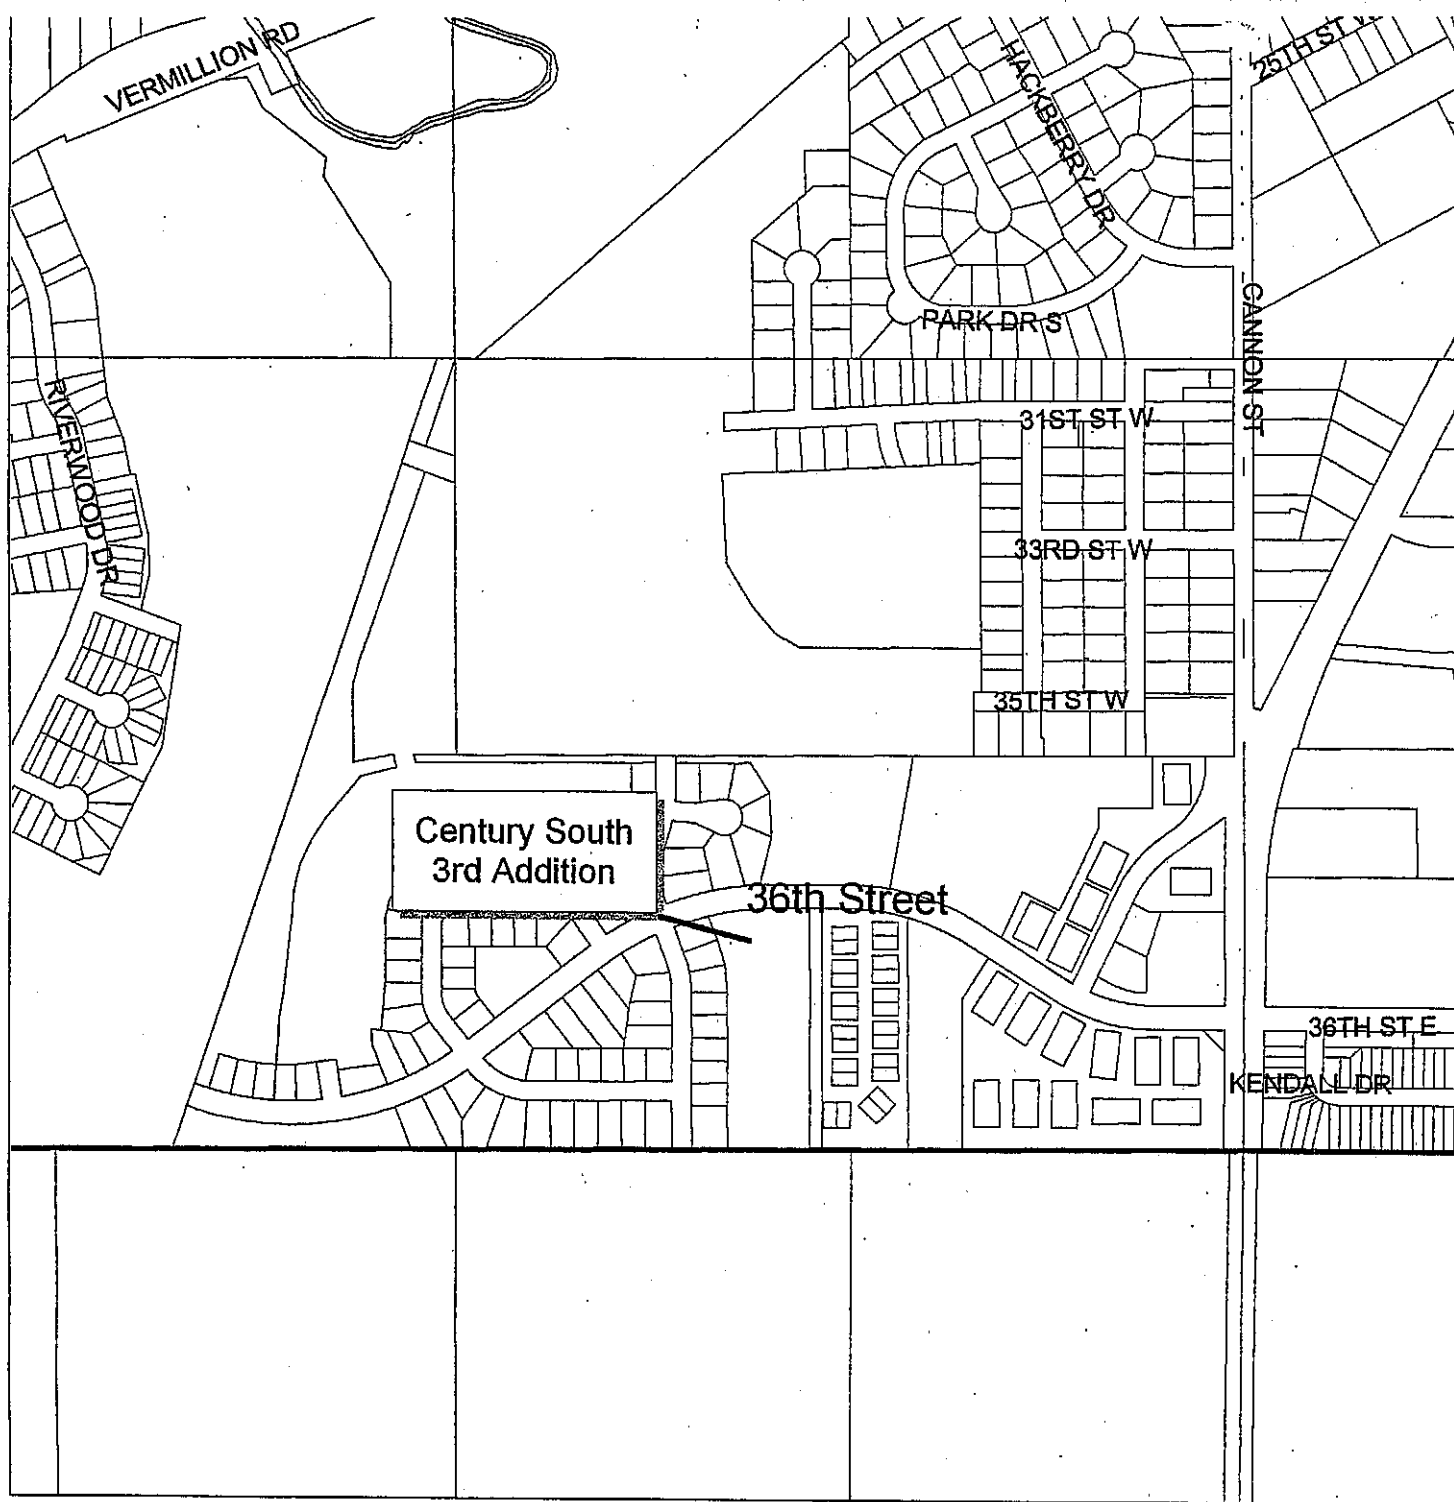 VERMILLION RD
HACKBERRY DR
25TH ST W
PARK DR S
CANNON ST
RIVERWOOD DR
31ST ST W
33RD ST W
35TH ST W
Century South
3rd Addition
36th Street
36TH ST E
KENDALL DR